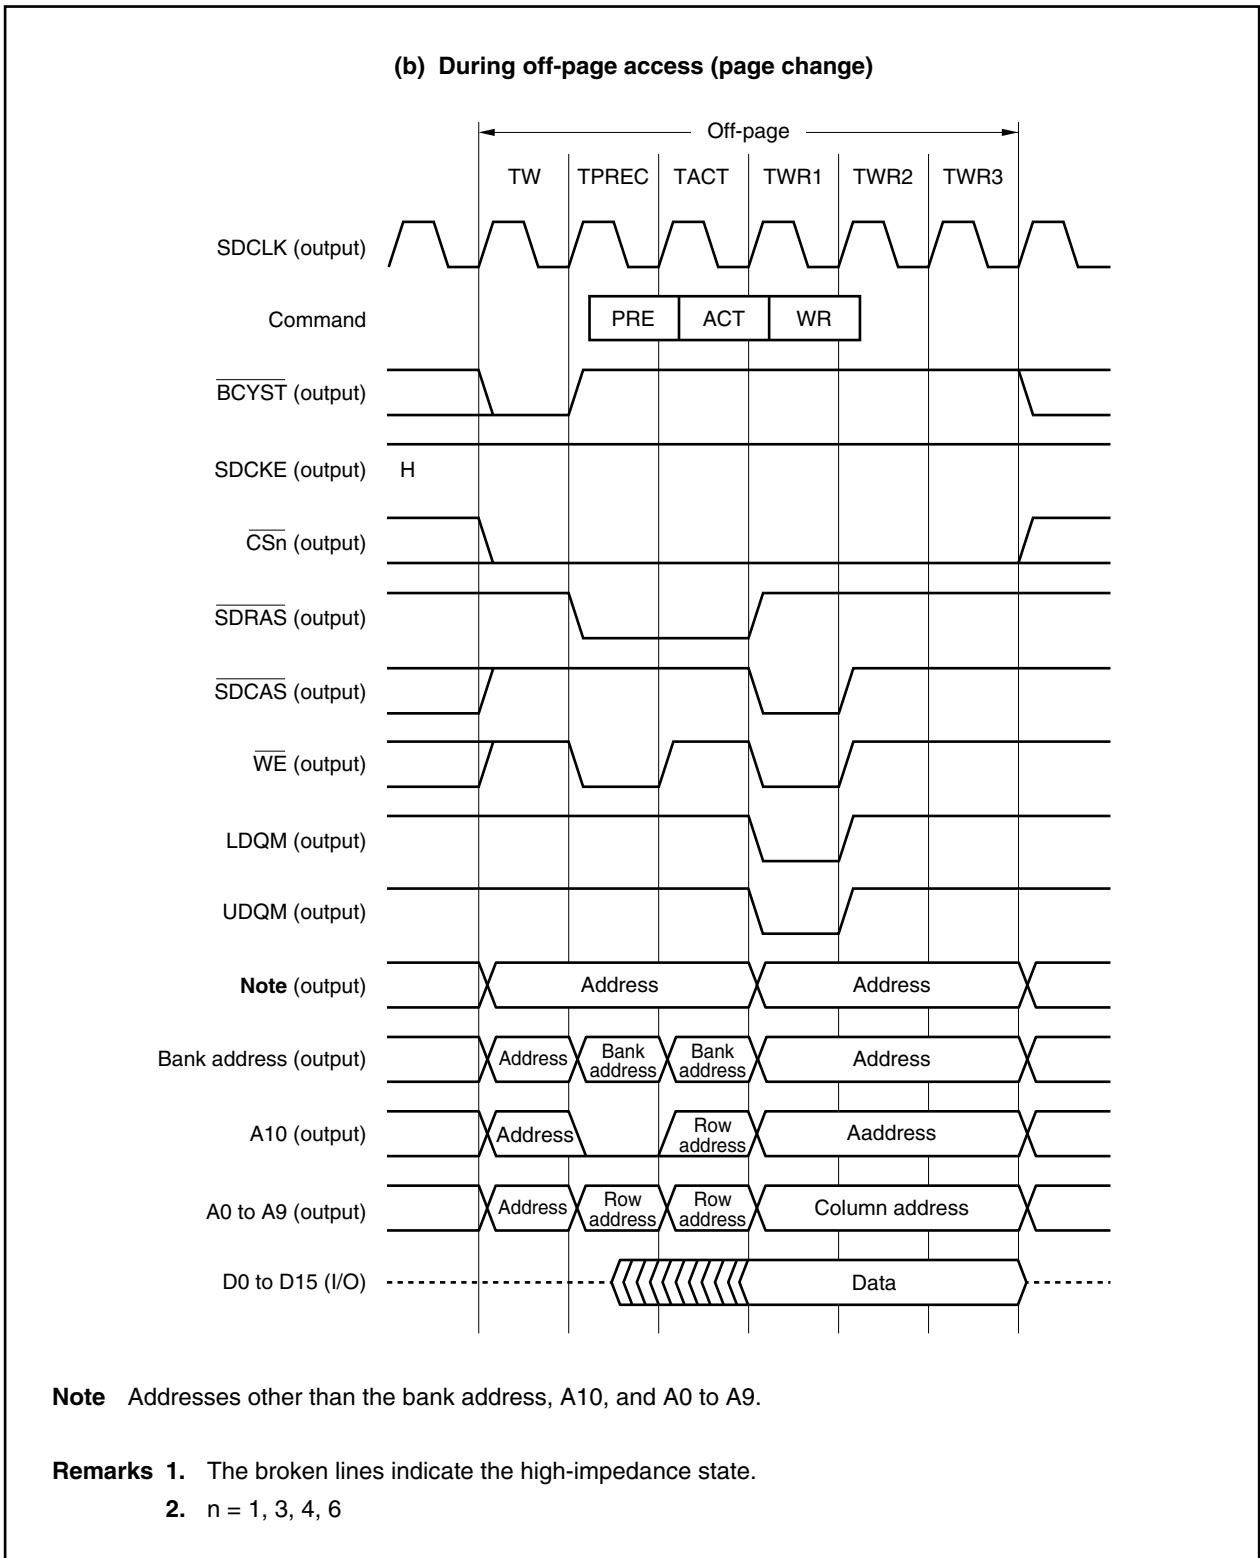 (b) During off-page access (page change)
Off-page
TW TPREC TACT TWR1 TWR2 TWR3
SDCLK (output)
Command PRE ACT WR
BCYST (output)
SDCKE (output) H
CSn (output)
SDRAS (output)
SDCAS (output)
WE (output)
LDQM (output)
UDQM (output)
Note (output) Address Address
Bank address (output) Address Bank address Bank address Address
A10 (output) Address Row address Aaddress
A0 to A9 (output) Address Row address Row address Column address
D0 to D15 (I/O) Data
Note Addresses other than the bank address, A10, and A0 to A9.
Remarks 1. The broken lines indicate the high-impedance state.
2. n = 1, 3, 4, 6